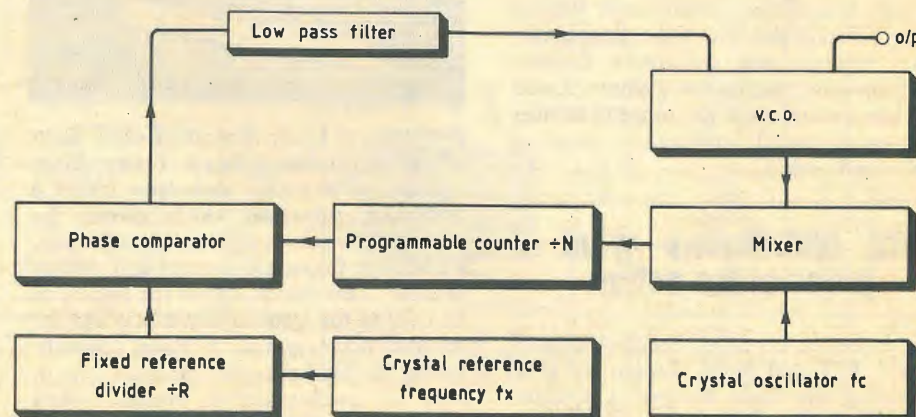 Low pass filter
o/p
v.c.o.
Phase comparator
Programmable counter ÷N
Mixer
Fixed reference
divider ÷R
Crystal reference
frequency fx
Crystal oscillator fc